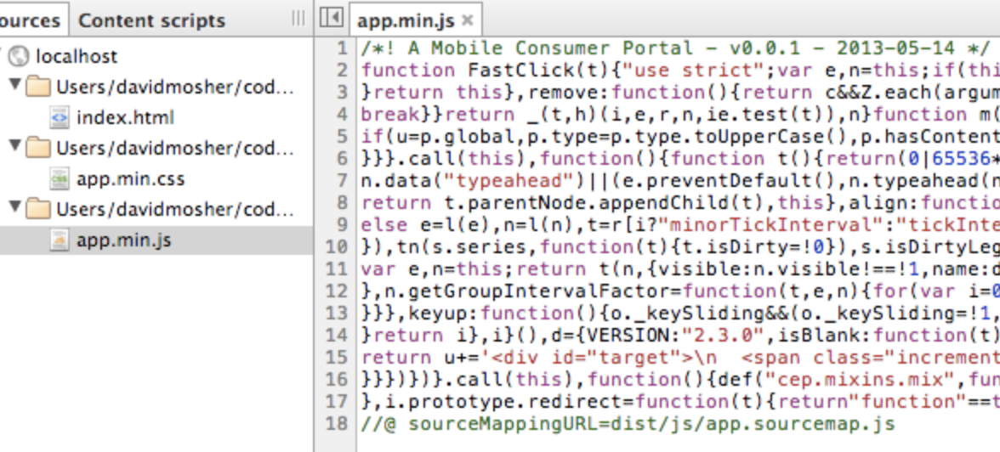 ources Content scripts
app.min.js ×
localhost
Users/davidmosher/cod...
index.html
Users/davidmosher/cod...
app.min.css
Users/davidmosher/cod...
app.min.js
1 /*! A Mobile Consumer Portal - v0.0.1 - 2013-05-14 */
2 function FastClick(t){"use strict";var e,n=this;if(thi
3 }return this},remove:function(){return c&&Z.each(argum
4 break}}return _(t,h)(i,e,r,n,ie.test(t)),n}function m(
5 if(u=p.global,p.type=p.type.toUpperCase(),p.hasContent
6 }}}.call(this),function(){function t(){return(0|65536*
7 n.data("typeahead")||(e.preventDefault(),n.typeahead(n
8 return t.parentNode.appendChild(t),this},align:functio
9 else e=l(e),n=l(n),t=r[i?"minorTickInterval":"tickInte
10 }),tn(s.series,function(t){t.isDirty=!0}),s.isDirtyLeg
11 var e,n=this;return t(n,{visible:n.visible!==!1,name:d
12 },n.getGroupIntervalFactor=function(t,e,n){for(var i=0
13 }}},keyup:function(){o._keySliding&&(o._keySliding=!1,
14 }return i},i}(),d={VERSION:"2.3.0",isBlank:function(t)
15 return u+='<div id="target">\n  <span class="increment
16 }}})})}.call(this),function(){def("cep.mixins.mix",fun
17 },i.prototype.redirect=function(t){return"function"==t
18 //@ sourceMappingURL=dist/js/app.sourcemap.js